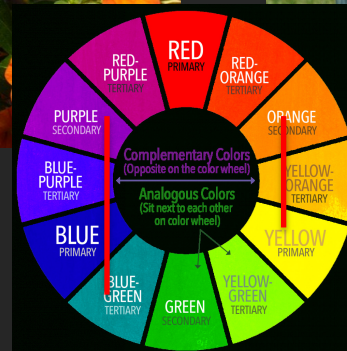 RED
PRIMARY
RED-
ORANGE
TERTIARY
ORANGE
SECONDARY
YELLOW-
ORANGE
TERTIARY
YELLOW
PRIMARY
YELLOW-
GREEN
TERTIARY
GREEN
SECONDARY
BLUE-
GREEN
TERTIARY
BLUE
PRIMARY
BLUE-
PURPLE
TERTIARY
PURPLE
SECONDARY
RED-
PURPLE
TERTIARY
Complementary Colors
(Opposite on the color wheel)
Analogous Colors
(Sit next to each other
on color wheel)